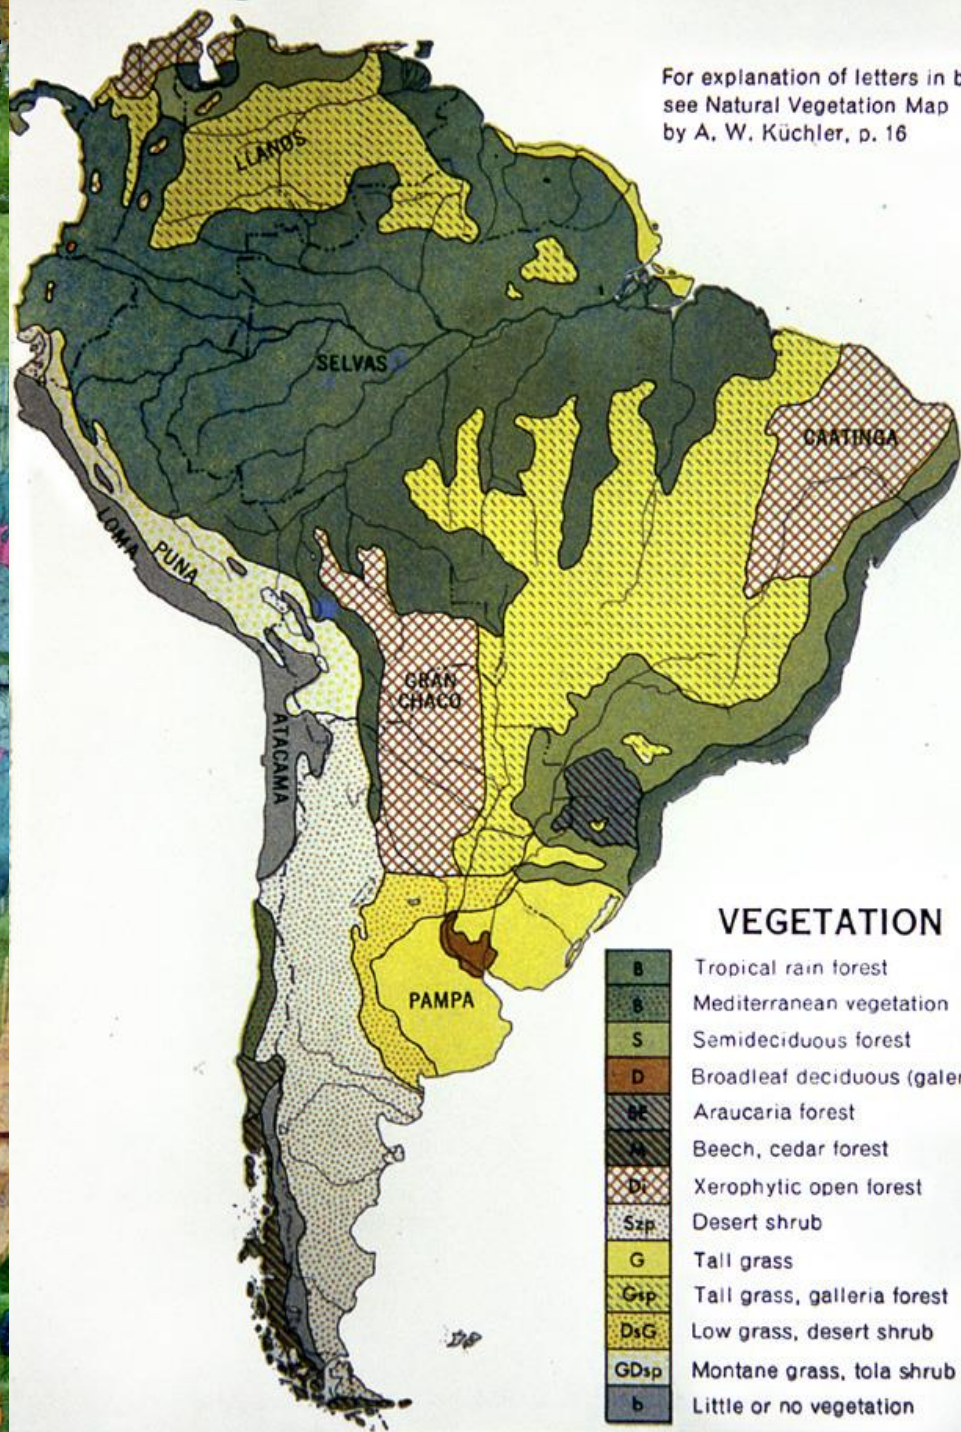 For explanation of letters in b
see Natural Vegetation Map
by A. W. Küchler, p. 16
LLANOS
SELVAS
CAATINGA
LOMA
PUNA
GRAN
CHACO
ATACAMA
PAMPA
VEGETATION
B Tropical rain forest
B Mediterranean vegetation
S Semideciduous forest
D Broadleaf deciduous (galer
BE Araucaria forest
M Beech, cedar forest
Di Xerophytic open forest
Szp Desert shrub
G Tall grass
Gsp Tall grass, galleria forest
DsG Low grass, desert shrub
GDsp Montane grass, tola shrub
b Little or no vegetation